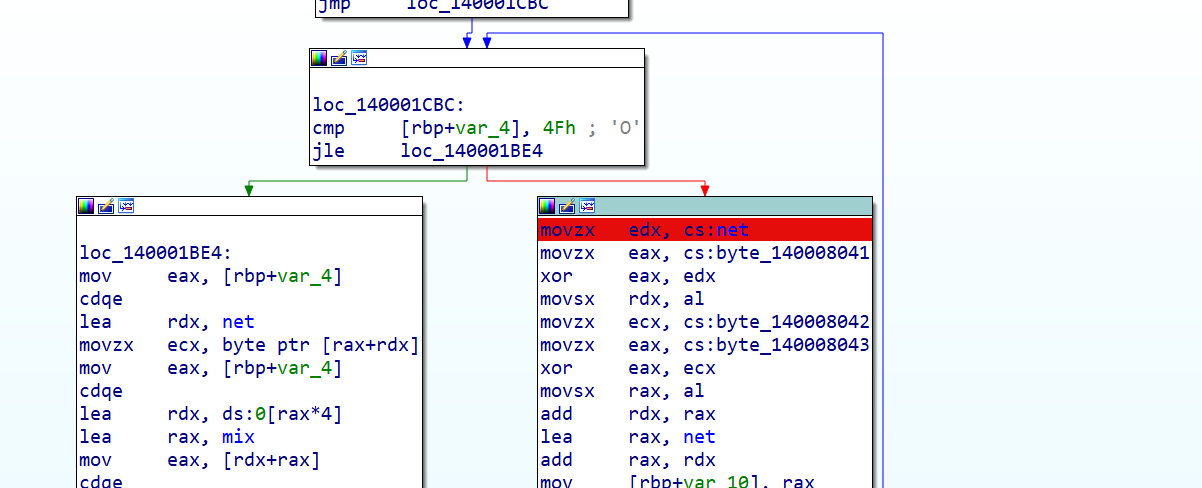 jmp loc_140001CBC
loc_140001CBC:
cmp [rbp+var_4], 4Fh ; 'O'
jle loc_140001BE4
loc_140001BE4:
mov eax, [rbp+var_4]
cdqe
lea rdx, net
movzx ecx, byte ptr [rax+rdx]
mov eax, [rbp+var_4]
cdqe
lea rdx, ds:0[rax*4]
lea rax, mix
mov eax, [rdx+rax]
cdqe
movzx edx, cs:net
movzx eax, cs:byte_140008041
xor eax, edx
movsx rdx, al
movzx ecx, cs:byte_140008042
movzx eax, cs:byte_140008043
xor eax, ecx
movsx rax, al
add rdx, rax
lea rax, net
add rax, rdx
mov [rbp+var_10], rax